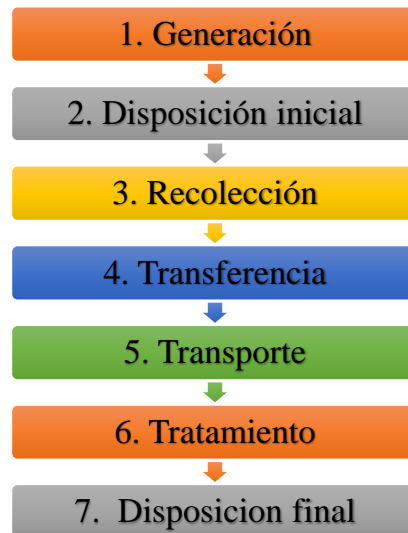 1. Generación
2. Disposición inicial
3. Recolección
4. Transferencia
5. Transporte
6. Tratamiento
7. Disposicion final